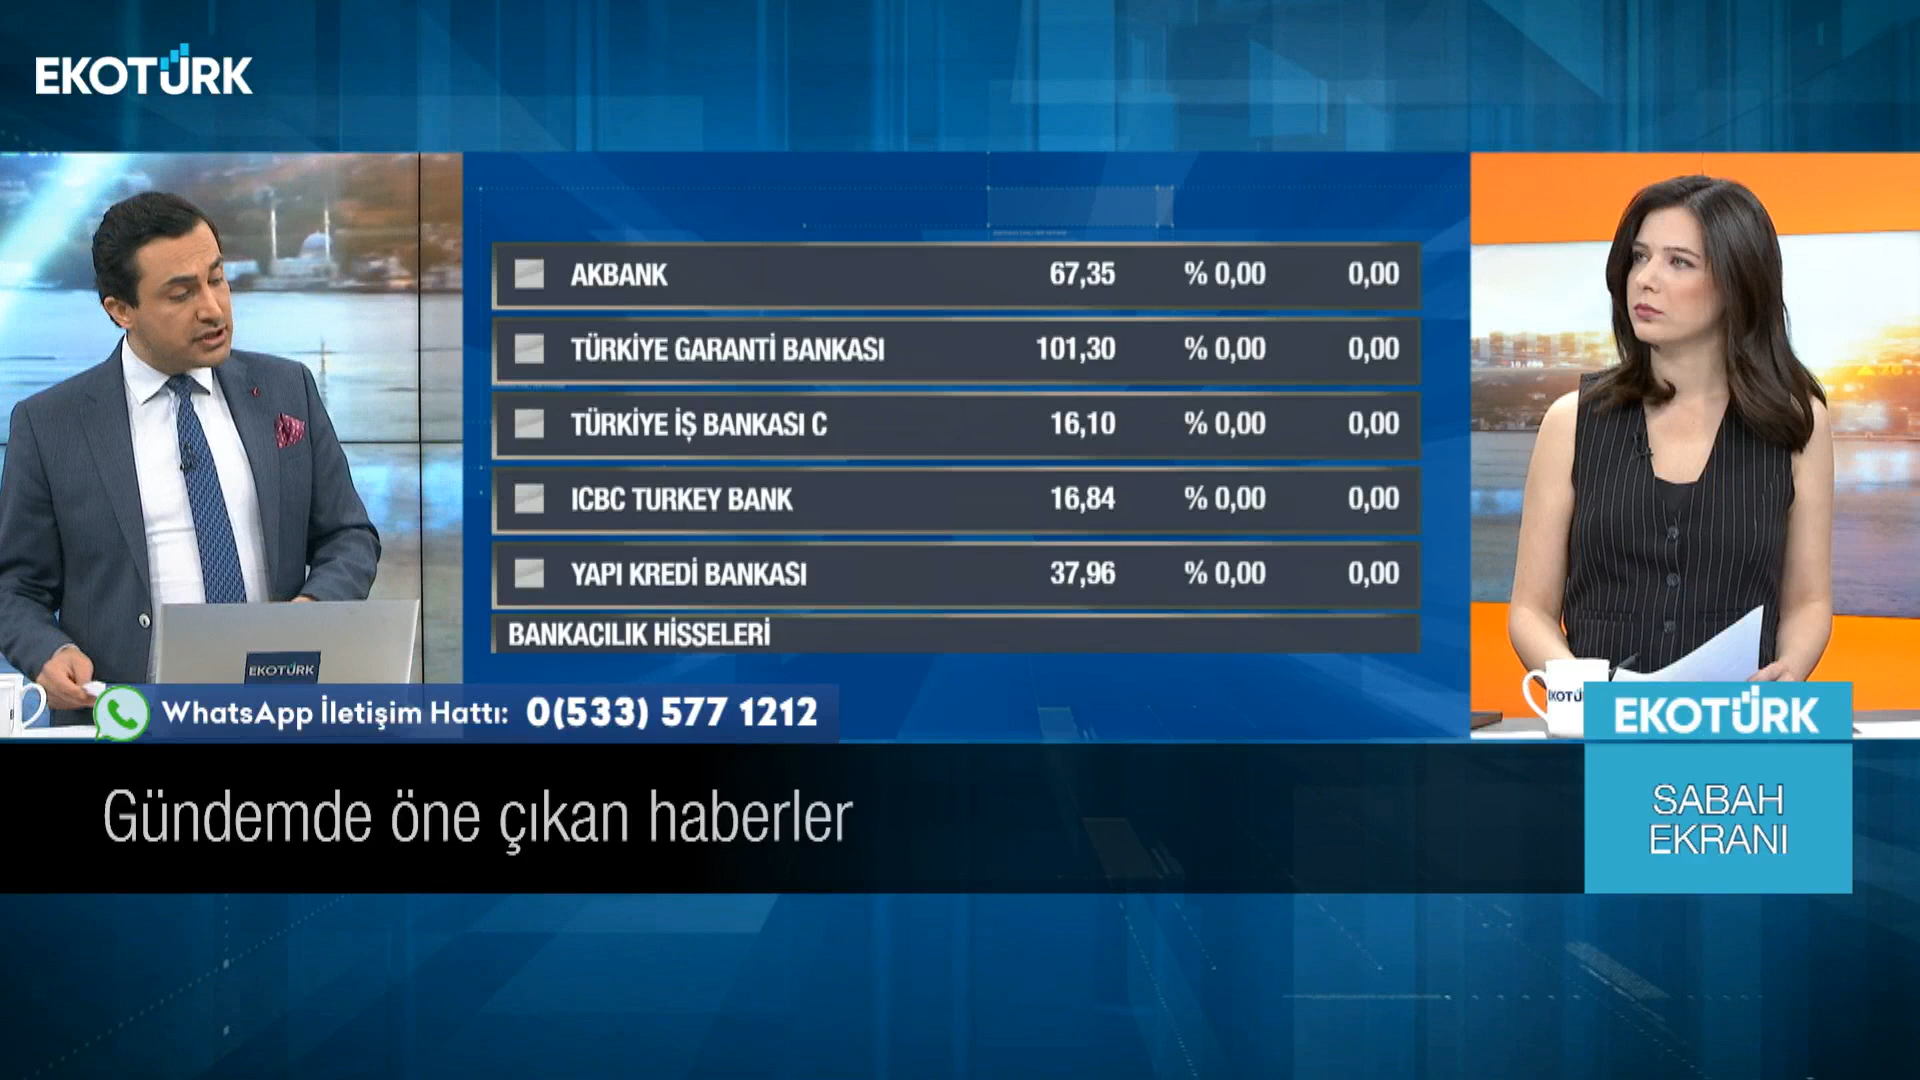 EKOTÜRK
AKBANK 67,35 % 0,00 0,00
TÜRKİYE GARANTİ BANKASI 101,30 % 0,00 0,00
TÜRKİYE İŞ BANKASI C 16,10 % 0,00 0,00
ICBC TURKEY BANK 16,84 % 0,00 0,00
YAPI KREDİ BANKASI 37,96 % 0,00 0,00
BANKACILIK HİSSELERİ
EKOTÜRK
WhatsApp İletişim Hattı: 0(533) 577 1212
EKOTÜRK
Gündemde öne çıkan haberler
SABAH
EKRANI